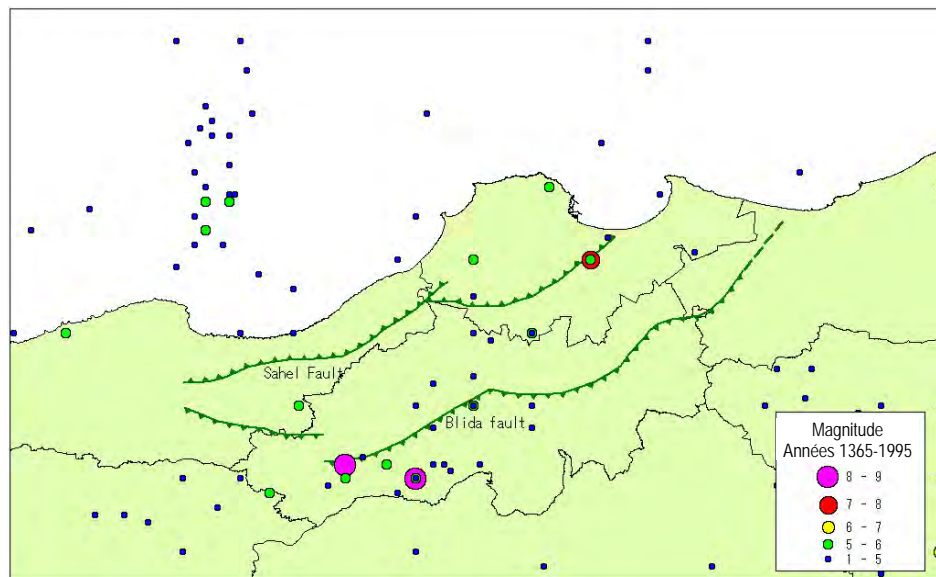 Sahel Fault
Blida fault
Magnitude
Années 1365-1995
8 - 9
7 - 8
6 - 7
5 - 6
1 - 5